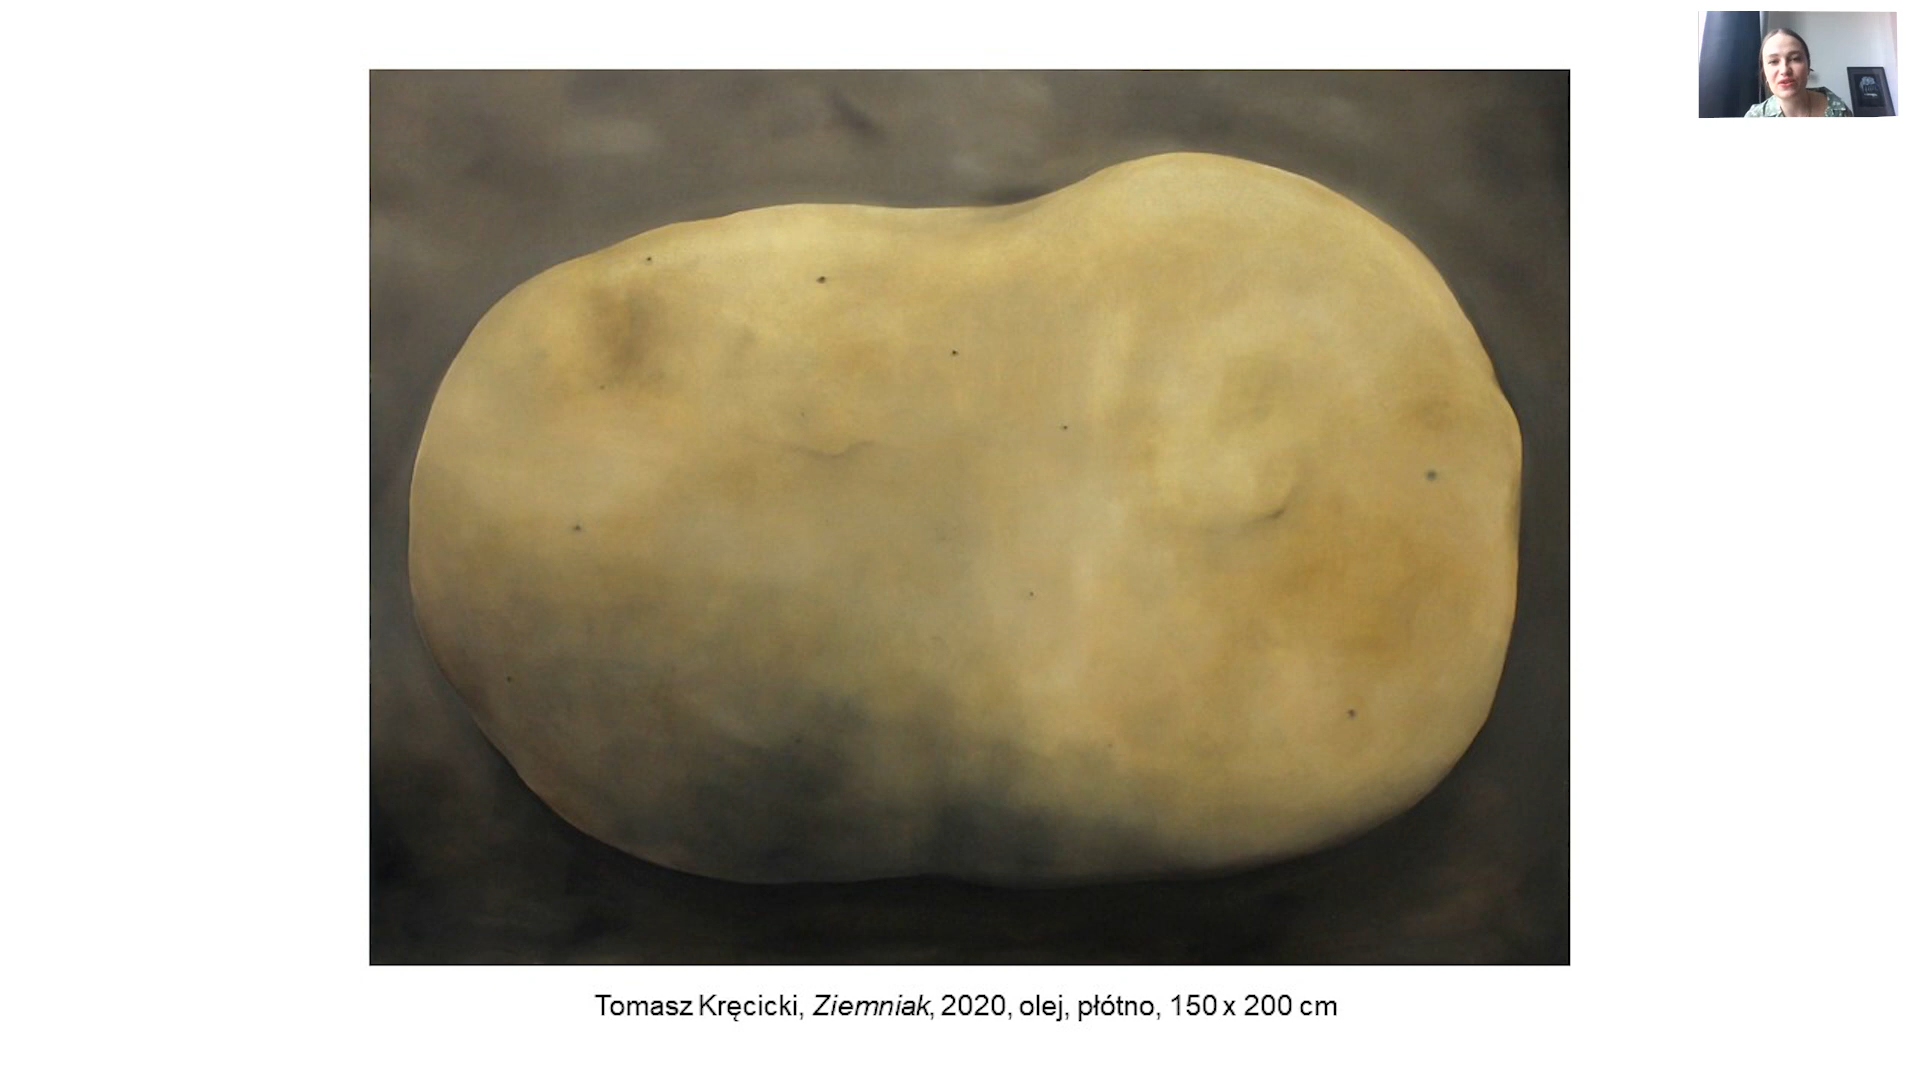 Tomasz Kręcicki, Ziemniak, 2020, olej, płótno, 150 x 200 cm